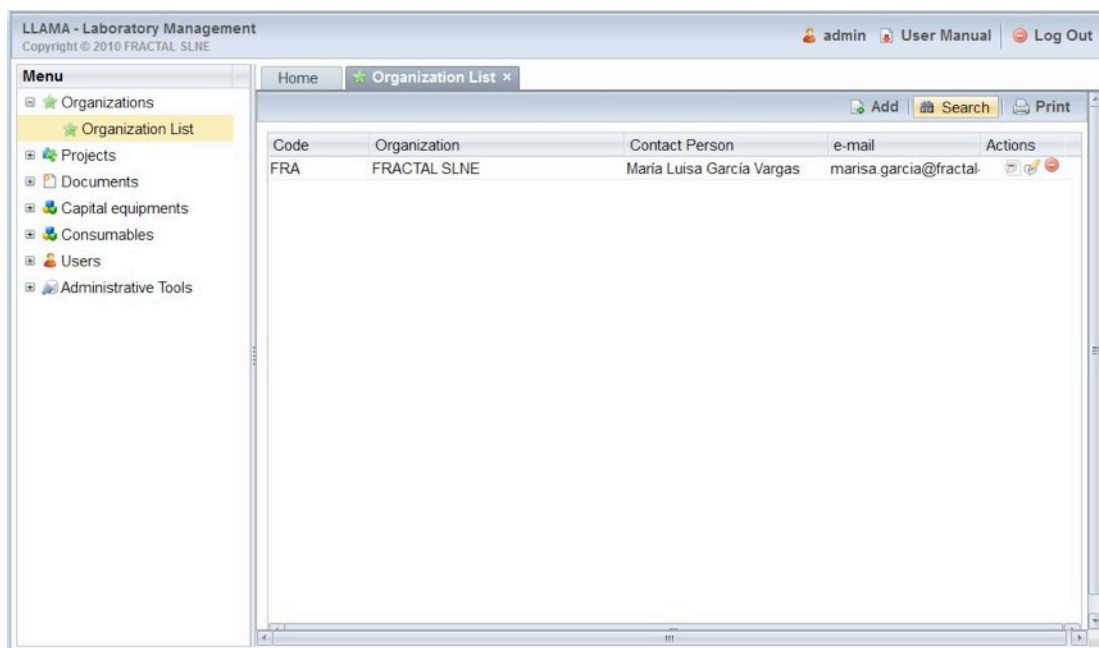 LLAMA - Laboratory Management
Copyright © 2010 FRACTAL SLNE
admin User Manual Log Out
Menu
Organizations
Organization List
Projects
Documents
Capital equipments
Consumables
Users
Administrative Tools
Home Organization List ×
Add Search Print
Code Organization Contact Person e-mail Actions
FRA FRACTAL SLNE María Luisa García Vargas marisa.garcia@fractal-